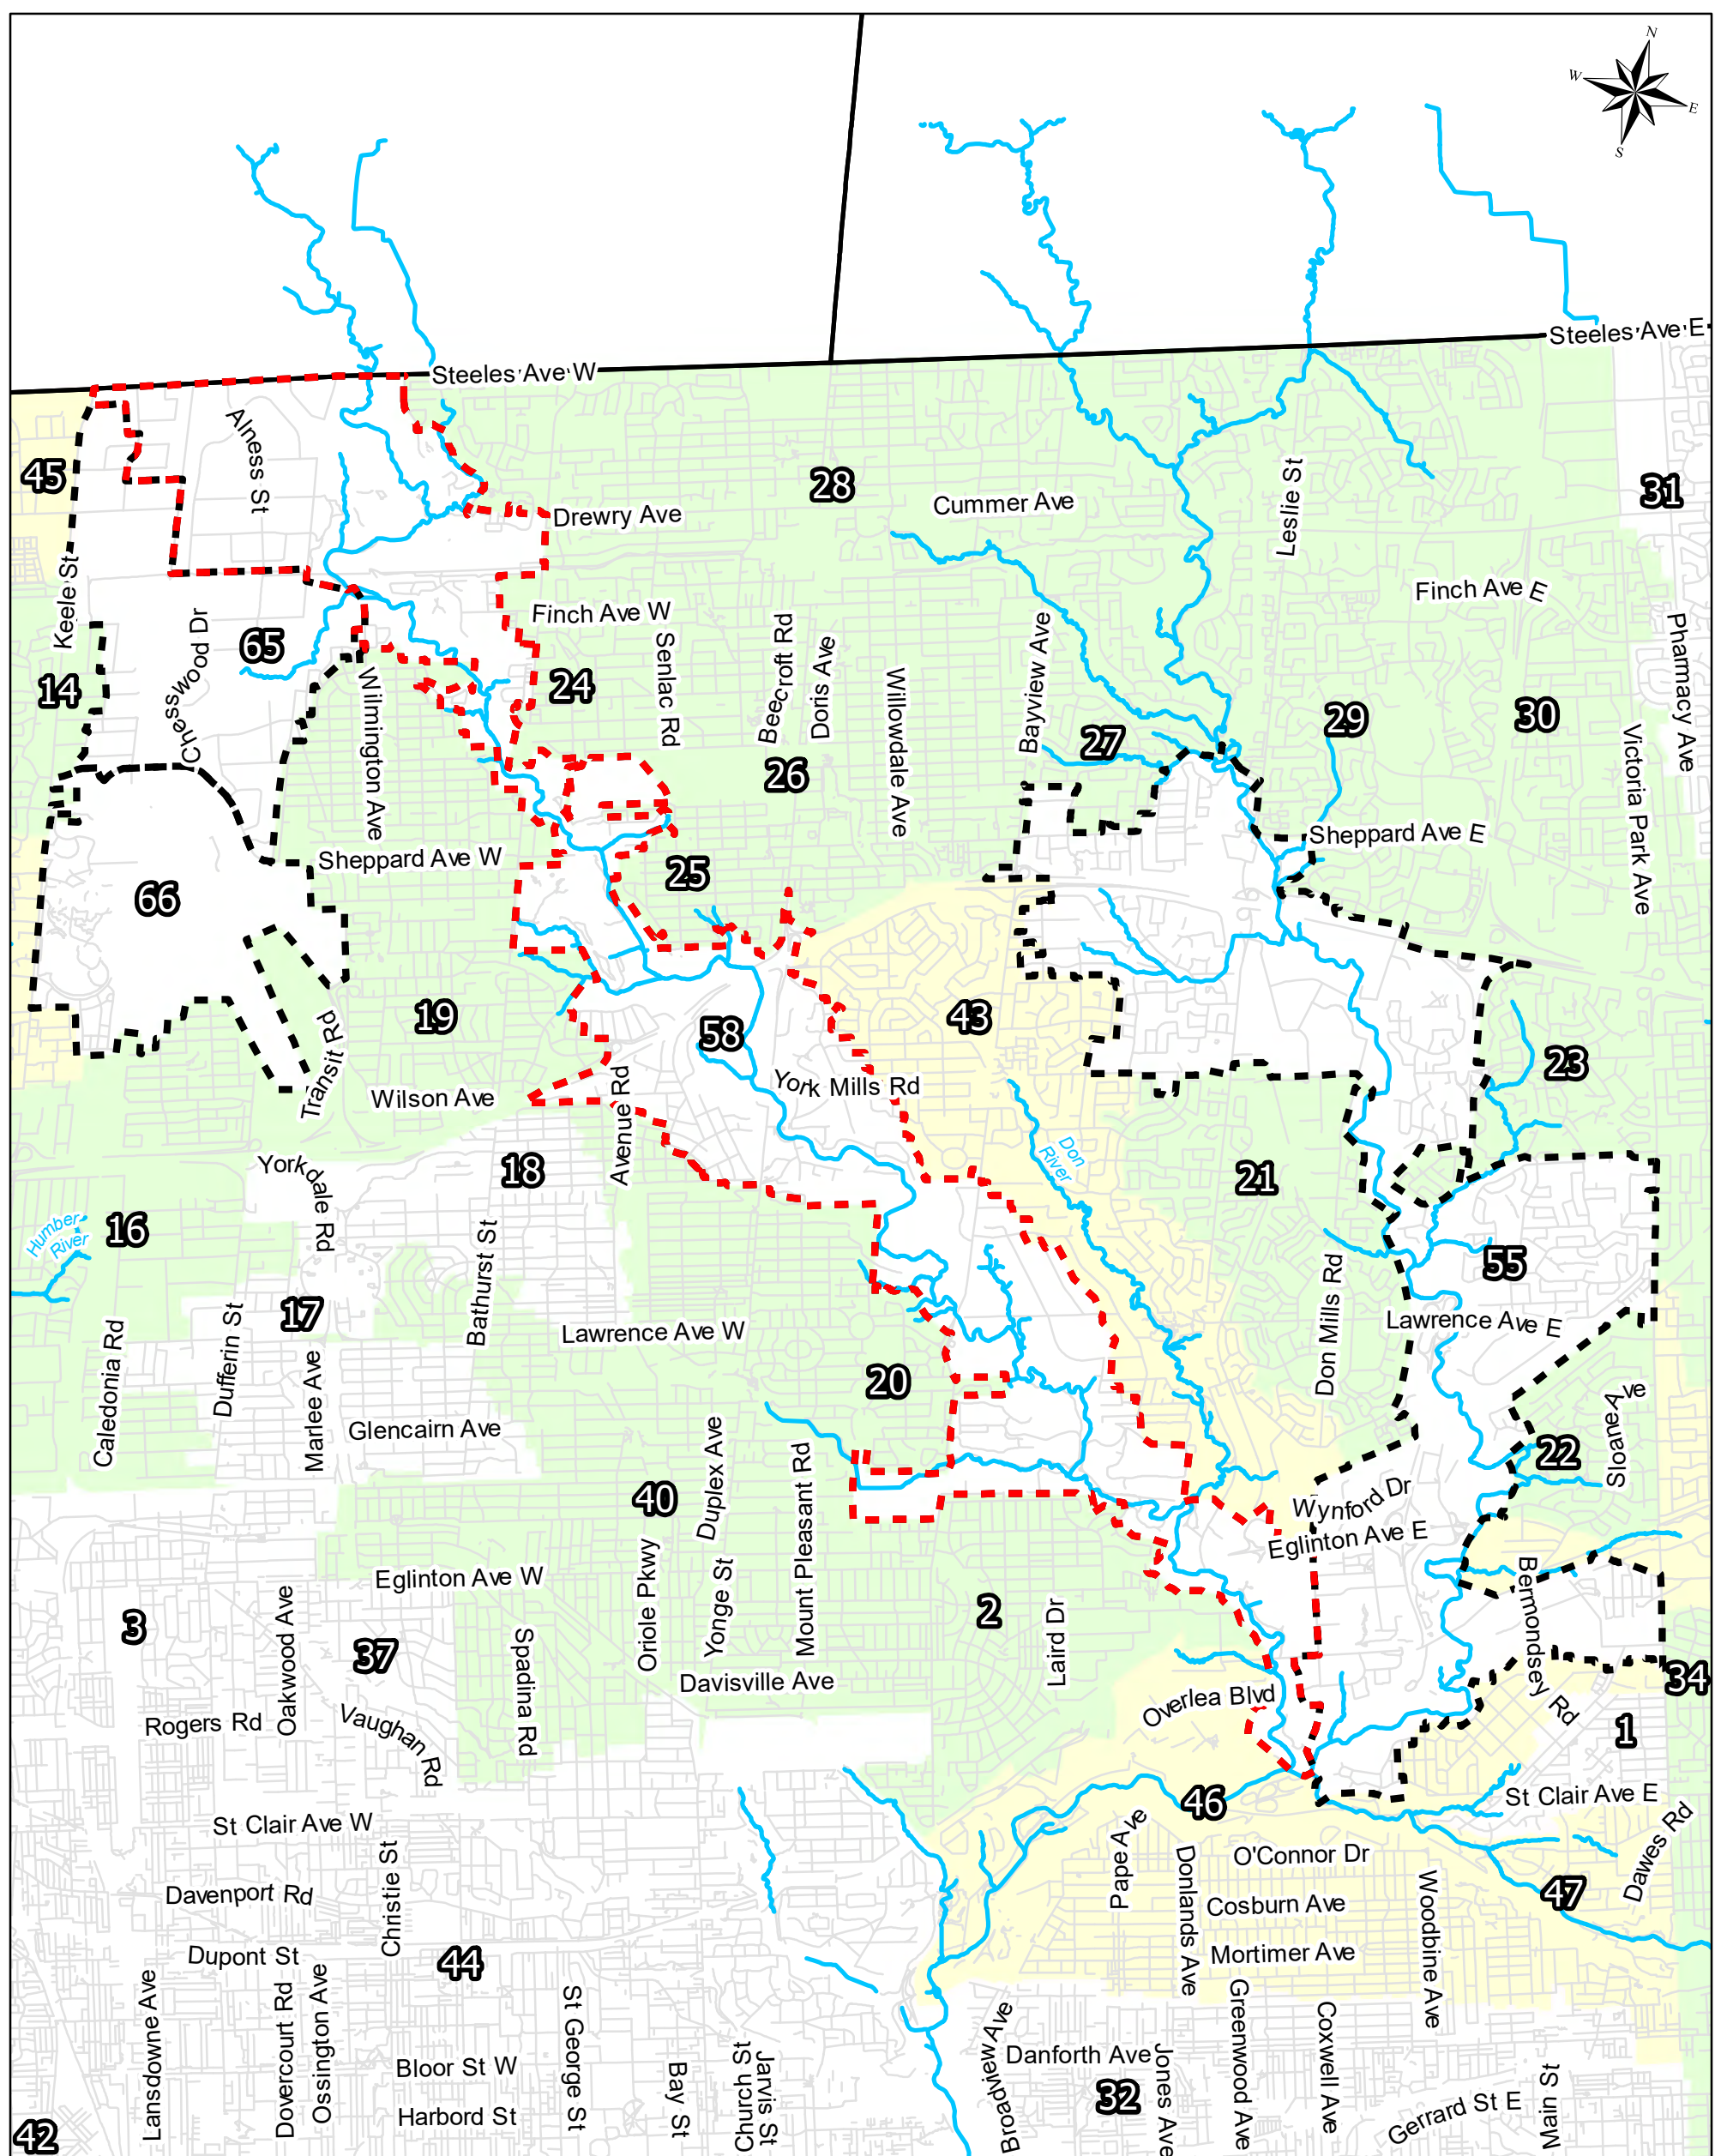 N
W
E
S
Steeles Ave E
Steeles Ave W
Alness St
45
28
31
Leslie St
Cummer Ave
Drewry Ave
Keele St
Finch Ave E
Finch Ave W
Chesswood Dr
65
Senlac Rd
Beecroft Rd
Doris Ave
Bayview Ave
Pharmacy Ave
14
Wilmington Ave
24
Willowdale Ave
27
29
30
26
Victoria Park Ave
Sheppard Ave E
Sheppard Ave W
25
66
19
58
43
Transit Rd
York Mills Rd
23
Wilson Ave
Avenue Rd
Don
River
Yorkdale Rd
18
21
Humber
River
16
Bathurst St
Don Mills Rd
55
17
Lawrence Ave E
Lawrence Ave W
Dufferin St
Caledonia Rd
Marlee Ave
20
Sloane Ave
Glencairn Ave
Duplex Ave
Mount Pleasant Rd
22
40
Wynford Dr
Eglinton Ave E
Eglinton Ave W
Oriole Pkwy
Yonge St
Bermondsey Rd
3
Oakwood Ave
37
Spadina Rd
2
Laird Dr
Davisville Ave
34
Overlea Blvd
Rogers Rd
Vaughan Rd
1
St Clair Ave E
46
St Clair Ave W
Pape Ave
Dawes Rd
O'Connor Dr
Christie St
Donlands Ave
47
Davenport Rd
Cosburn Ave
Woodbine Ave
Dupont St
44
Mortimer Ave
Lansdowne Ave
Dovercourt Rd
Ossington Ave
St George St
Greenwood Ave
Coxwell Ave
Broadview Ave
Danforth Ave
Jones Ave
Bloor St W
Bay St
Church St
Jarvis St
32
Main St
Harbord St
Gerrard St E
42